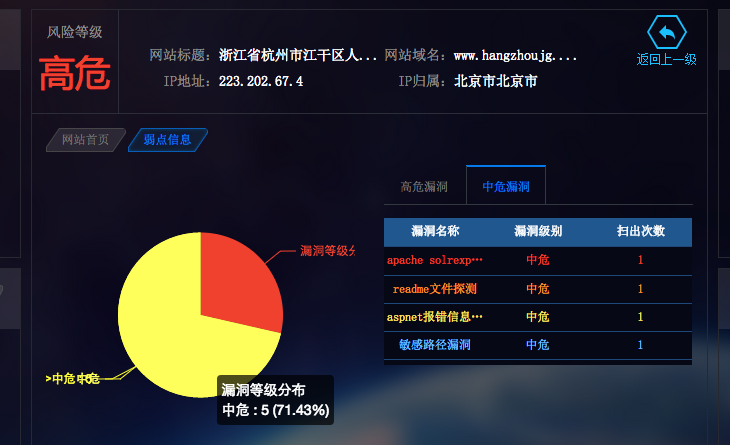 风险等级
高危
网站标题: 浙江省杭州市江干区人... 网站域名: www.hangzhoujg....
IP地址: 223.202.67.4 IP归属: 北京市北京市
返回上一级
网站首页 弱点信息
高危漏洞 中危漏洞
漏洞名称 漏洞级别 扫出次数
apache solrexp… 中危 1
readme文件探测 中危 1
aspnet报错信息… 中危 1
敏感路径漏洞 中危 1
漏洞等级分
>中危
漏洞等级分布
中危 : 5 (71.43%)